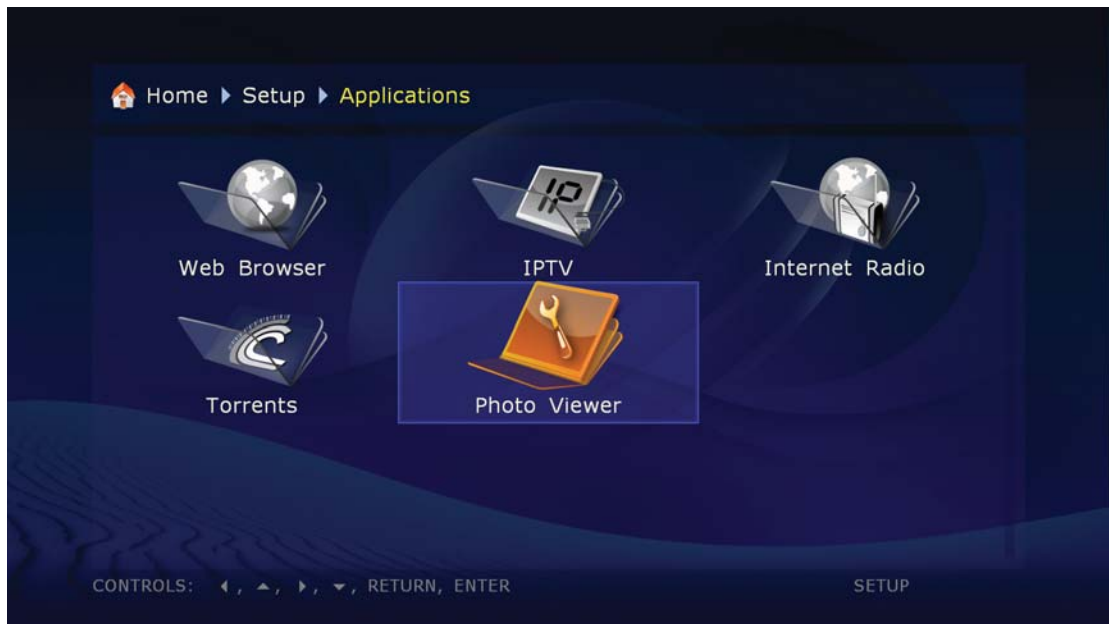 Home Setup Applications
Web Browser IPTV Internet Radio
Torrents Photo Viewer
CONTROLS: ◂, ▴, ▸, ▾, RETURN, ENTER SETUP